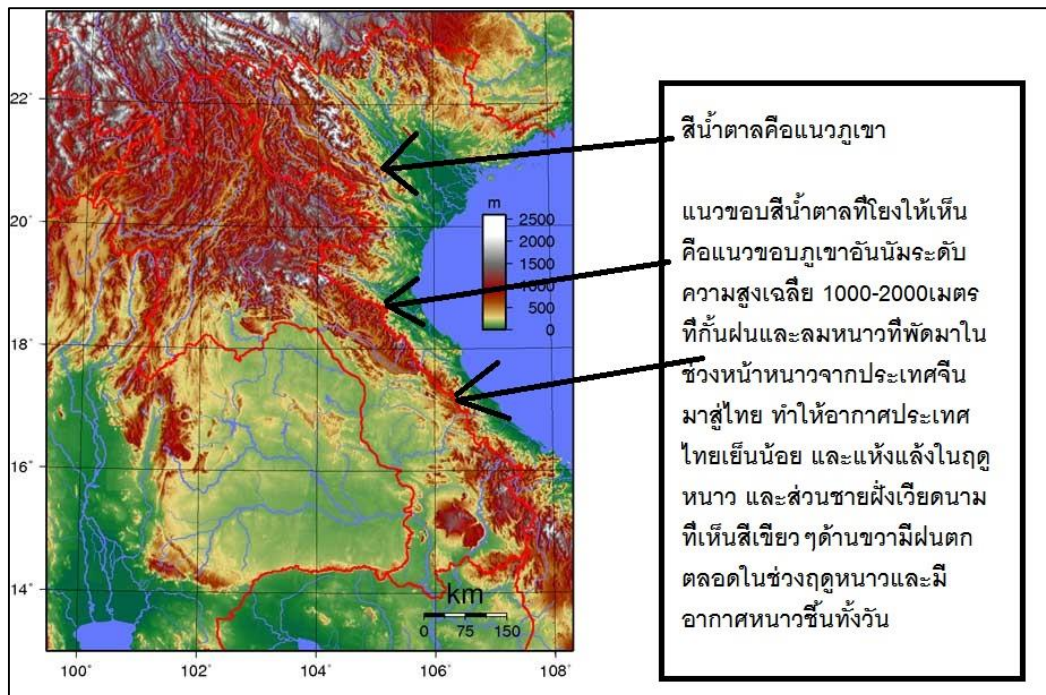 22°
20°
18°
16°
14°
100°
102°
104°
106°
108°
m
2500
2000
1500
1000
500
0
km
0 75 150
สีน้ำตาลคือแนวภูเขา
แนวขอบสีน้ำตาลที่โยงให้เห็น
คือแนวขอบภูเขาอันนัมระดับ
ความสูงเฉลี่ย 1000-2000เมตร
ที่กั้นฝนและลมหนาวที่พัดมาใน
ช่วงหน้าหนาวจากประเทศจีน
มาสู่ไทย ทำให้อากาศประเทศ
ไทยเย็นน้อย และแห้งแล้งในฤดู
หนาว และส่วนชายฝั่งเวียดนาม
ที่เห็นสีเขียวๆด้านขวามีฝนตก
ตลอดในช่วงฤดูหนาวและมี
อากาศหนาวชื้นทั้งวัน